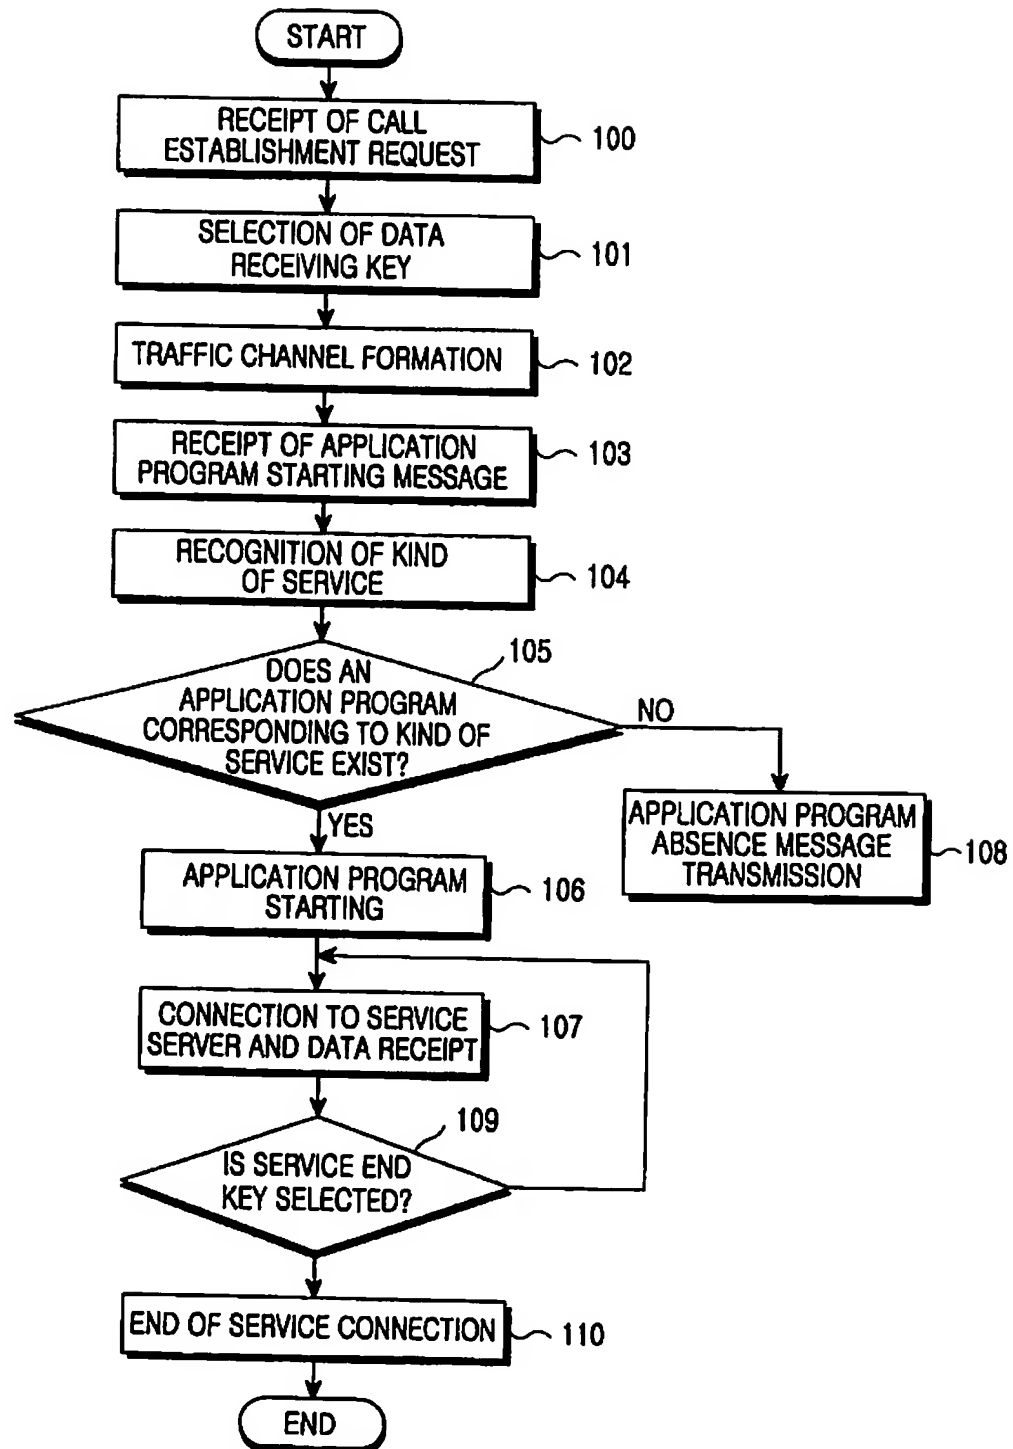 START
RECEIPT OF CALL
ESTABLISHMENT REQUEST
100
SELECTION OF DATA
RECEIVING KEY
101
TRAFFIC CHANNEL FORMATION
102
RECEIPT OF APPLICATION
PROGRAM STARTING MESSAGE
103
RECOGNITION OF KIND
OF SERVICE
104
105
DOES AN
APPLICATION PROGRAM
CORRESPONDING TO KIND OF
SERVICE EXIST?
NO
YES
APPLICATION PROGRAM
ABSENCE MESSAGE
TRANSMISSION
108
APPLICATION PROGRAM
STARTING
106
CONNECTION TO SERVICE
SERVER AND DATA RECEIPT
107
109
IS SERVICE END
KEY SELECTED?
END OF SERVICE CONNECTION
110
END